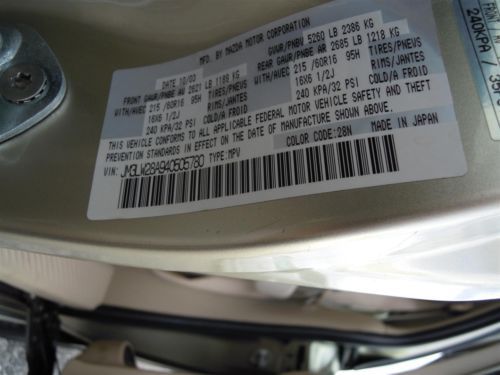 MFD. BY MAZDA MOTOR CORPORATION
DATE 10/03 GVWR/PNBV 5260 LB 2386 KG
FRONT GAWR/PNBE AV 2621 LB 1189 KG REAR GAWR/PNBE AR 2685 LB 1218 KG
WITH/AVEC 215 /60R16 95H TIRES/PNEUS WITH/AVEC 215 /60R16 95H TIRES/PNEUS
16X6 1/2J RIMS/JANTES 16X6 1/2J RIMS/JANTES
240 KPA/32 PSI COLD/A FROID 240 KPA/32 PSI COLD/A FROID
THIS VEHICLE CONFORMS TO ALL APPLICABLE FEDERAL MOTOR VEHICLE SAFETY AND THEFT
PREVENTION STANDARDS IN EFFECT ON THE DATE OF MANUFACTURE SHOWN ABOVE.
VIN: JM3LW28A940505780 TYPE:MPV COLOR CODE:28N MADE IN JAPAN
240KPA /